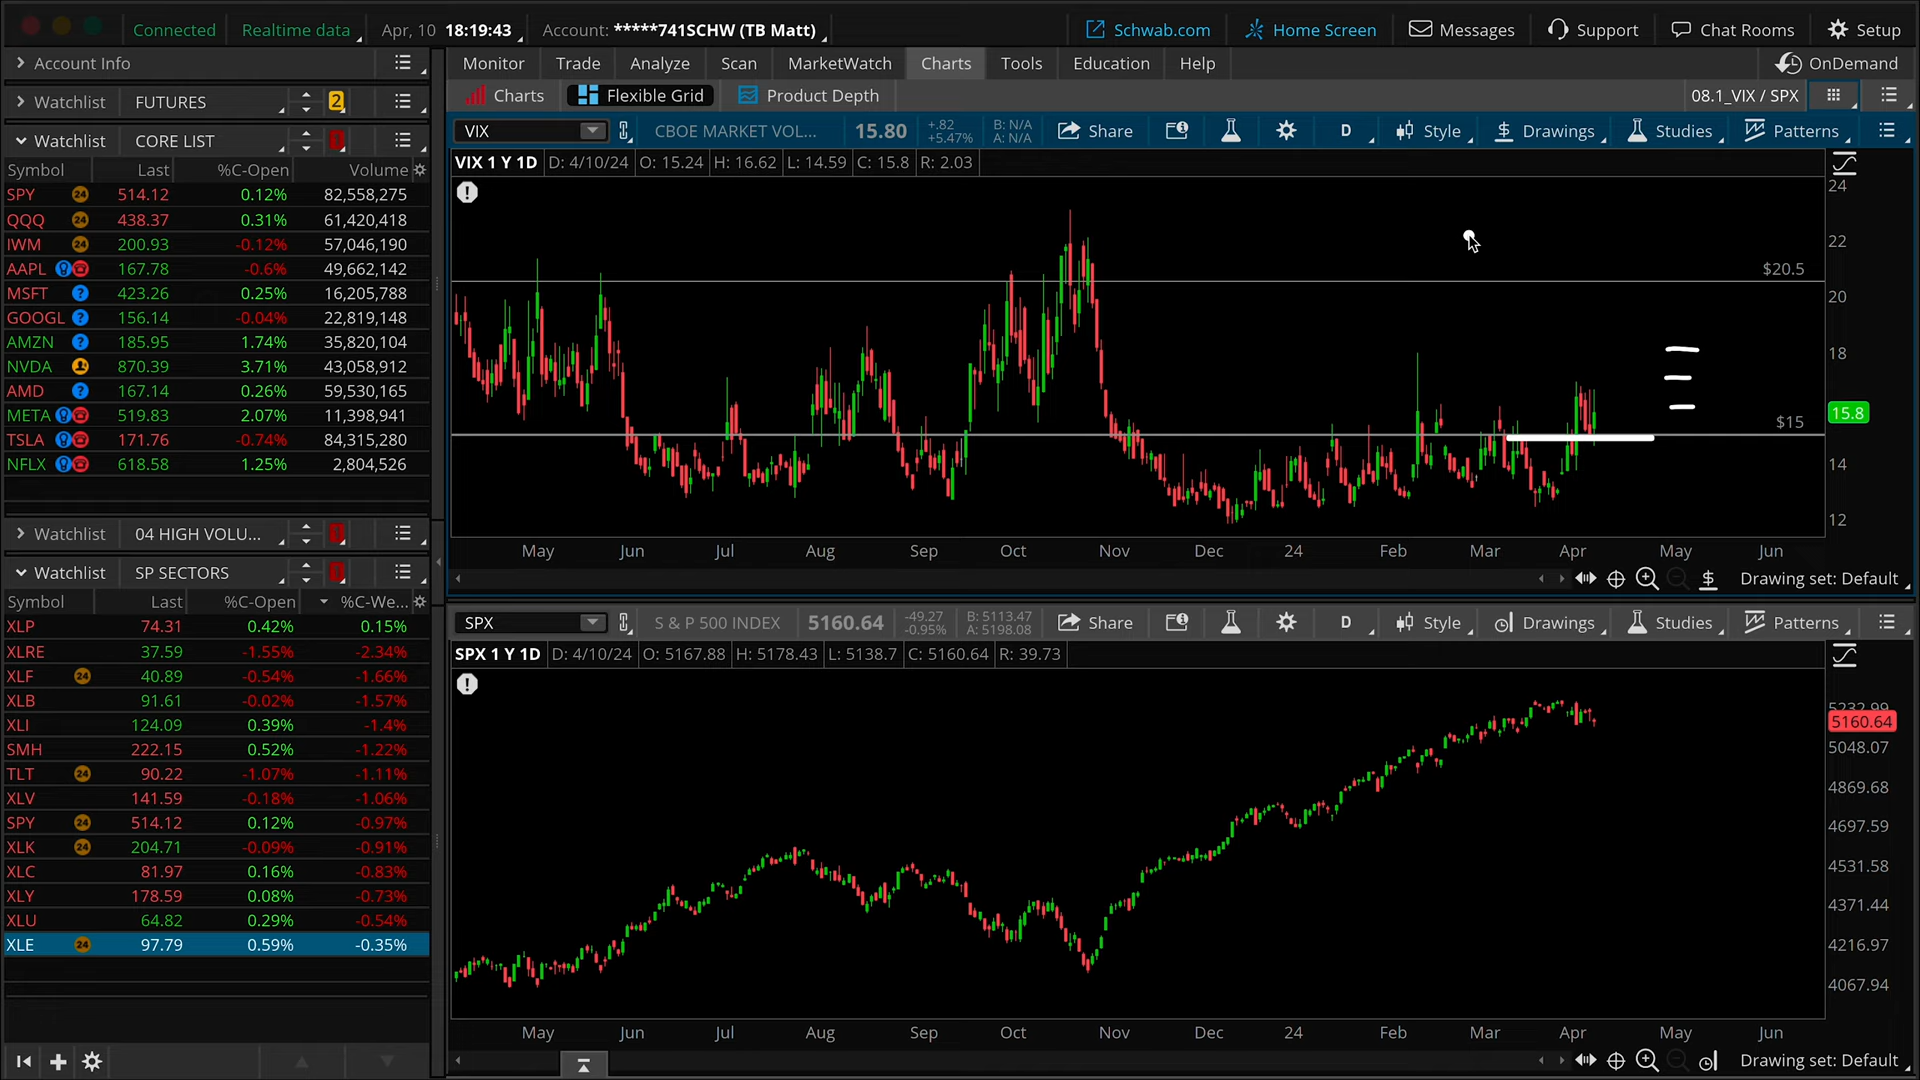 Connected Realtime data Apr, 10 18:19:43 Account: *****741SCHW (TB Matt) Schwab.com Home Screen Messages Support Chat Rooms Setup
Account Info
Monitor Trade Analyze Scan MarketWatch Charts Tools Education Help OnDemand
Watchlist FUTURES 2
Charts Flexible Grid Product Depth 08.1_VIX / SPX
Watchlist CORE LIST
Symbol Last %C-Open Volume
SPY 24 514.12 0.12% 82,558,275
QQQ 24 438.37 0.31% 61,420,418
IWM 24 200.93 -0.12% 57,046,190
AAPL 167.78 -0.6% 49,662,142
MSFT ? 423.26 0.25% 16,205,788
GOOGL ? 156.14 -0.04% 22,819,148
AMZN ? 185.95 1.74% 35,820,104
NVDA 870.39 3.71% 43,058,912
AMD ? 167.14 0.26% 59,530,165
META 519.83 2.07% 11,398,941
TSLA 171.76 -0.74% 84,315,280
NFLX 618.58 1.25% 2,804,526
Watchlist 04 HIGH VOLU...
Watchlist SP SECTORS
Symbol Last %C-Open %C-We...
XLP 74.31 0.42% 0.15%
XLRE 37.59 -1.55% -2.34%
XLF 24 40.89 -0.54% -1.66%
XLB 91.61 -0.02% -1.57%
XLI 124.09 0.39% -1.4%
SMH 222.15 0.52% -1.22%
TLT 24 90.22 -1.07% -1.11%
XLV 141.59 -0.18% -1.06%
SPY 24 514.12 0.12% -0.97%
XLK 24 204.71 -0.09% -0.91%
XLC 81.97 0.16% -0.83%
XLY 178.59 0.08% -0.73%
XLU 64.82 0.29% -0.54%
XLE 24 97.79 0.59% -0.35%
VIX CBOE MARKET VOL... 15.80 +.82 +5.47% B: N/A A: N/A Share D Style Drawings Studies Patterns
VIX 1 Y 1D D: 4/10/24 O: 15.24 H: 16.62 L: 14.59 C: 15.8 R: 2.03
24
22
$20.5
20
18
15.8
$15
14
12
May Jun Jul Aug Sep Oct Nov Dec 24 Feb Mar Apr May Jun
Drawing set: Default
SPX S & P 500 INDEX 5160.64 -49.27 -0.95% B: 5113.47 A: 5198.08 Share D Style Drawings Studies Patterns
SPX 1 Y 1D D: 4/10/24 O: 5167.88 H: 5178.43 L: 5138.7 C: 5160.64 R: 39.73
5232.99
5160.64
5048.07
4869.68
4697.59
4531.58
4371.44
4216.97
4067.94
May Jun Jul Aug Sep Oct Nov Dec 24 Feb Mar Apr May Jun
Drawing set: Default